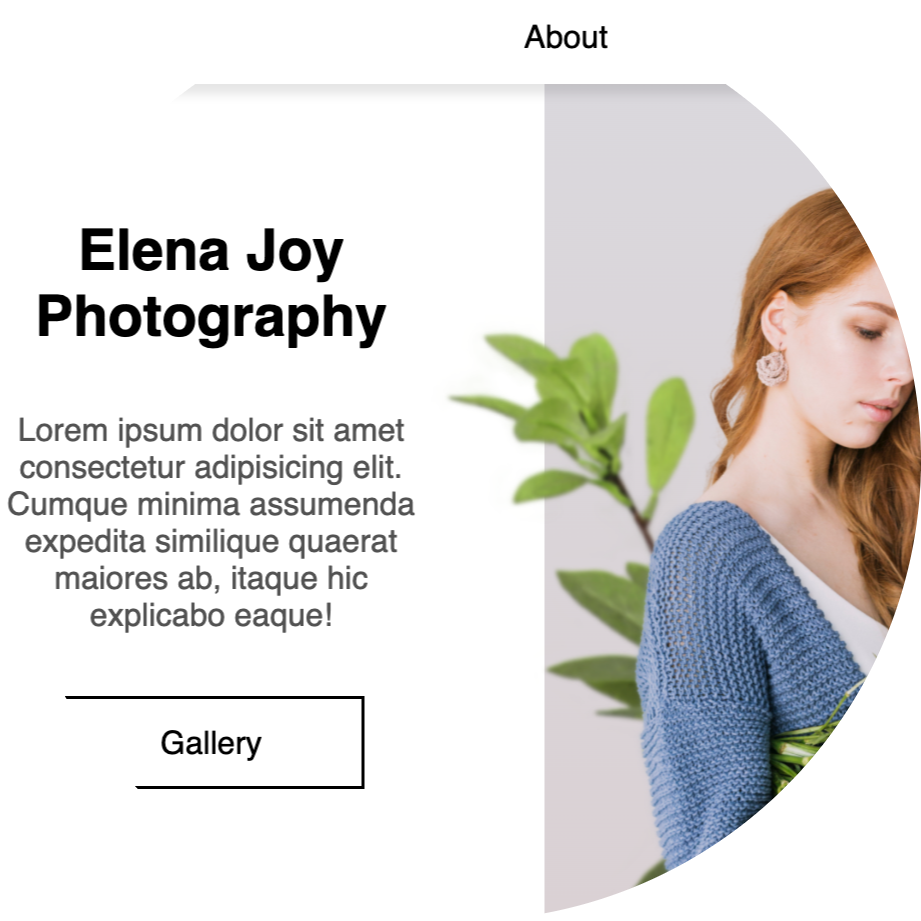 About
Elena Joy
Photography
Lorem ipsum dolor sit amet
consectetur adipisicing elit.
Cumque minima assumenda
expedita similique quaerat
maiores ab, itaque hic
explicabo eaque!
Gallery